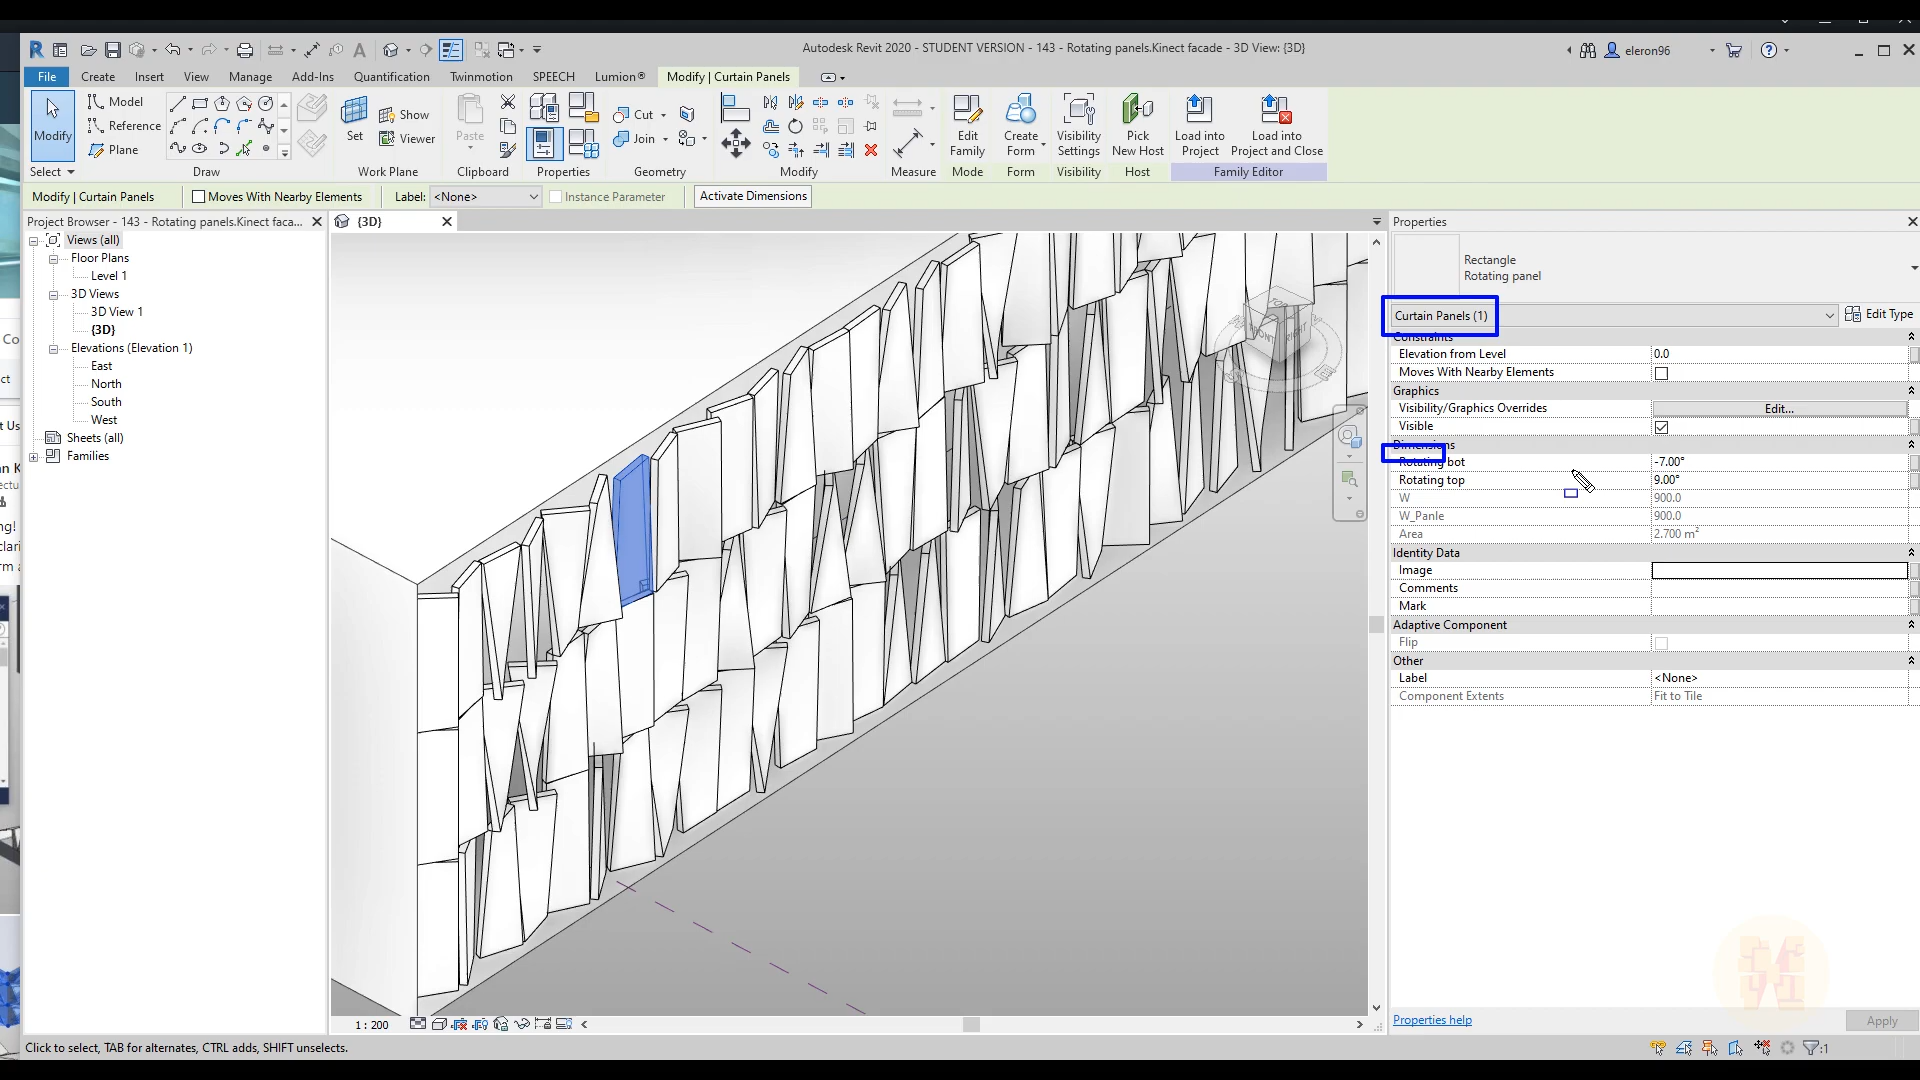 Autodesk Revit 2020 - STUDENT VERSION - 143 - Rotating panels.Kinect facade - 3D View: {3D}
eleron96
File Create Insert View Manage Add-Ins Quantification Twinmotion SPEECH Lumion® Modify | Curtain Panels
Modify
Model
Reference
Plane
Set
Show
Viewer
Paste
Cut
Join
Edit
Family
Create
Form
Visibility
Settings
Pick
New Host
Load into
Project
Load into
Project and Close
Select Draw Work Plane Clipboard Properties Geometry Modify Measure Mode Form Visibility Host Family Editor
Modify | Curtain Panels
Moves With Nearby Elements
Label: <None>
Instance Parameter
Activate Dimensions
Project Browser - 143 - Rotating panels.Kinect faca...
Views (all)
Floor Plans
Level 1
3D Views
3D View 1
{3D}
Elevations (Elevation 1)
East
North
South
West
Sheets (all)
Families
{3D}
FRONT RIGHT
1 : 200
Properties
Rectangle
Rotating panel
Curtain Panels (1)
Edit Type
Constraints
Elevation from Level 0.0
Moves With Nearby Elements
Graphics
Visibility/Graphics Overrides Edit...
Visible
Dimensions
Rotating bot -7.00°
Rotating top 9.00°
W 900.0
W_Panle 900.0
Area 2.700 m²
Identity Data
Image
Comments
Mark
Adaptive Component
Flip
Other
Label <None>
Component Extents Fit to Tile
Properties help
Apply
Click to select, TAB for alternates, CTRL adds, SHIFT unselects.
:1